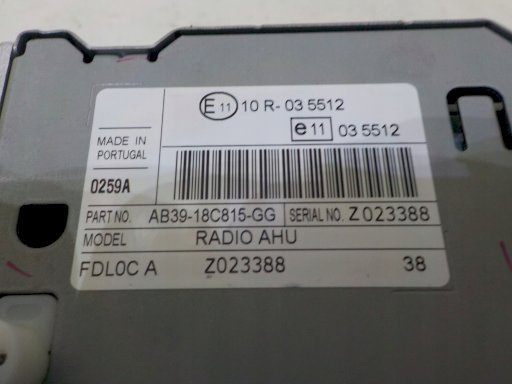 E 11 10 R- 03 5512
e 11 03 5512
MADE IN
PORTUGAL
0259A
PART NO. AB39-18C815-GG SERIAL NO. Z 023388
MODEL RADIO AHU
FDL0C A Z023388 38